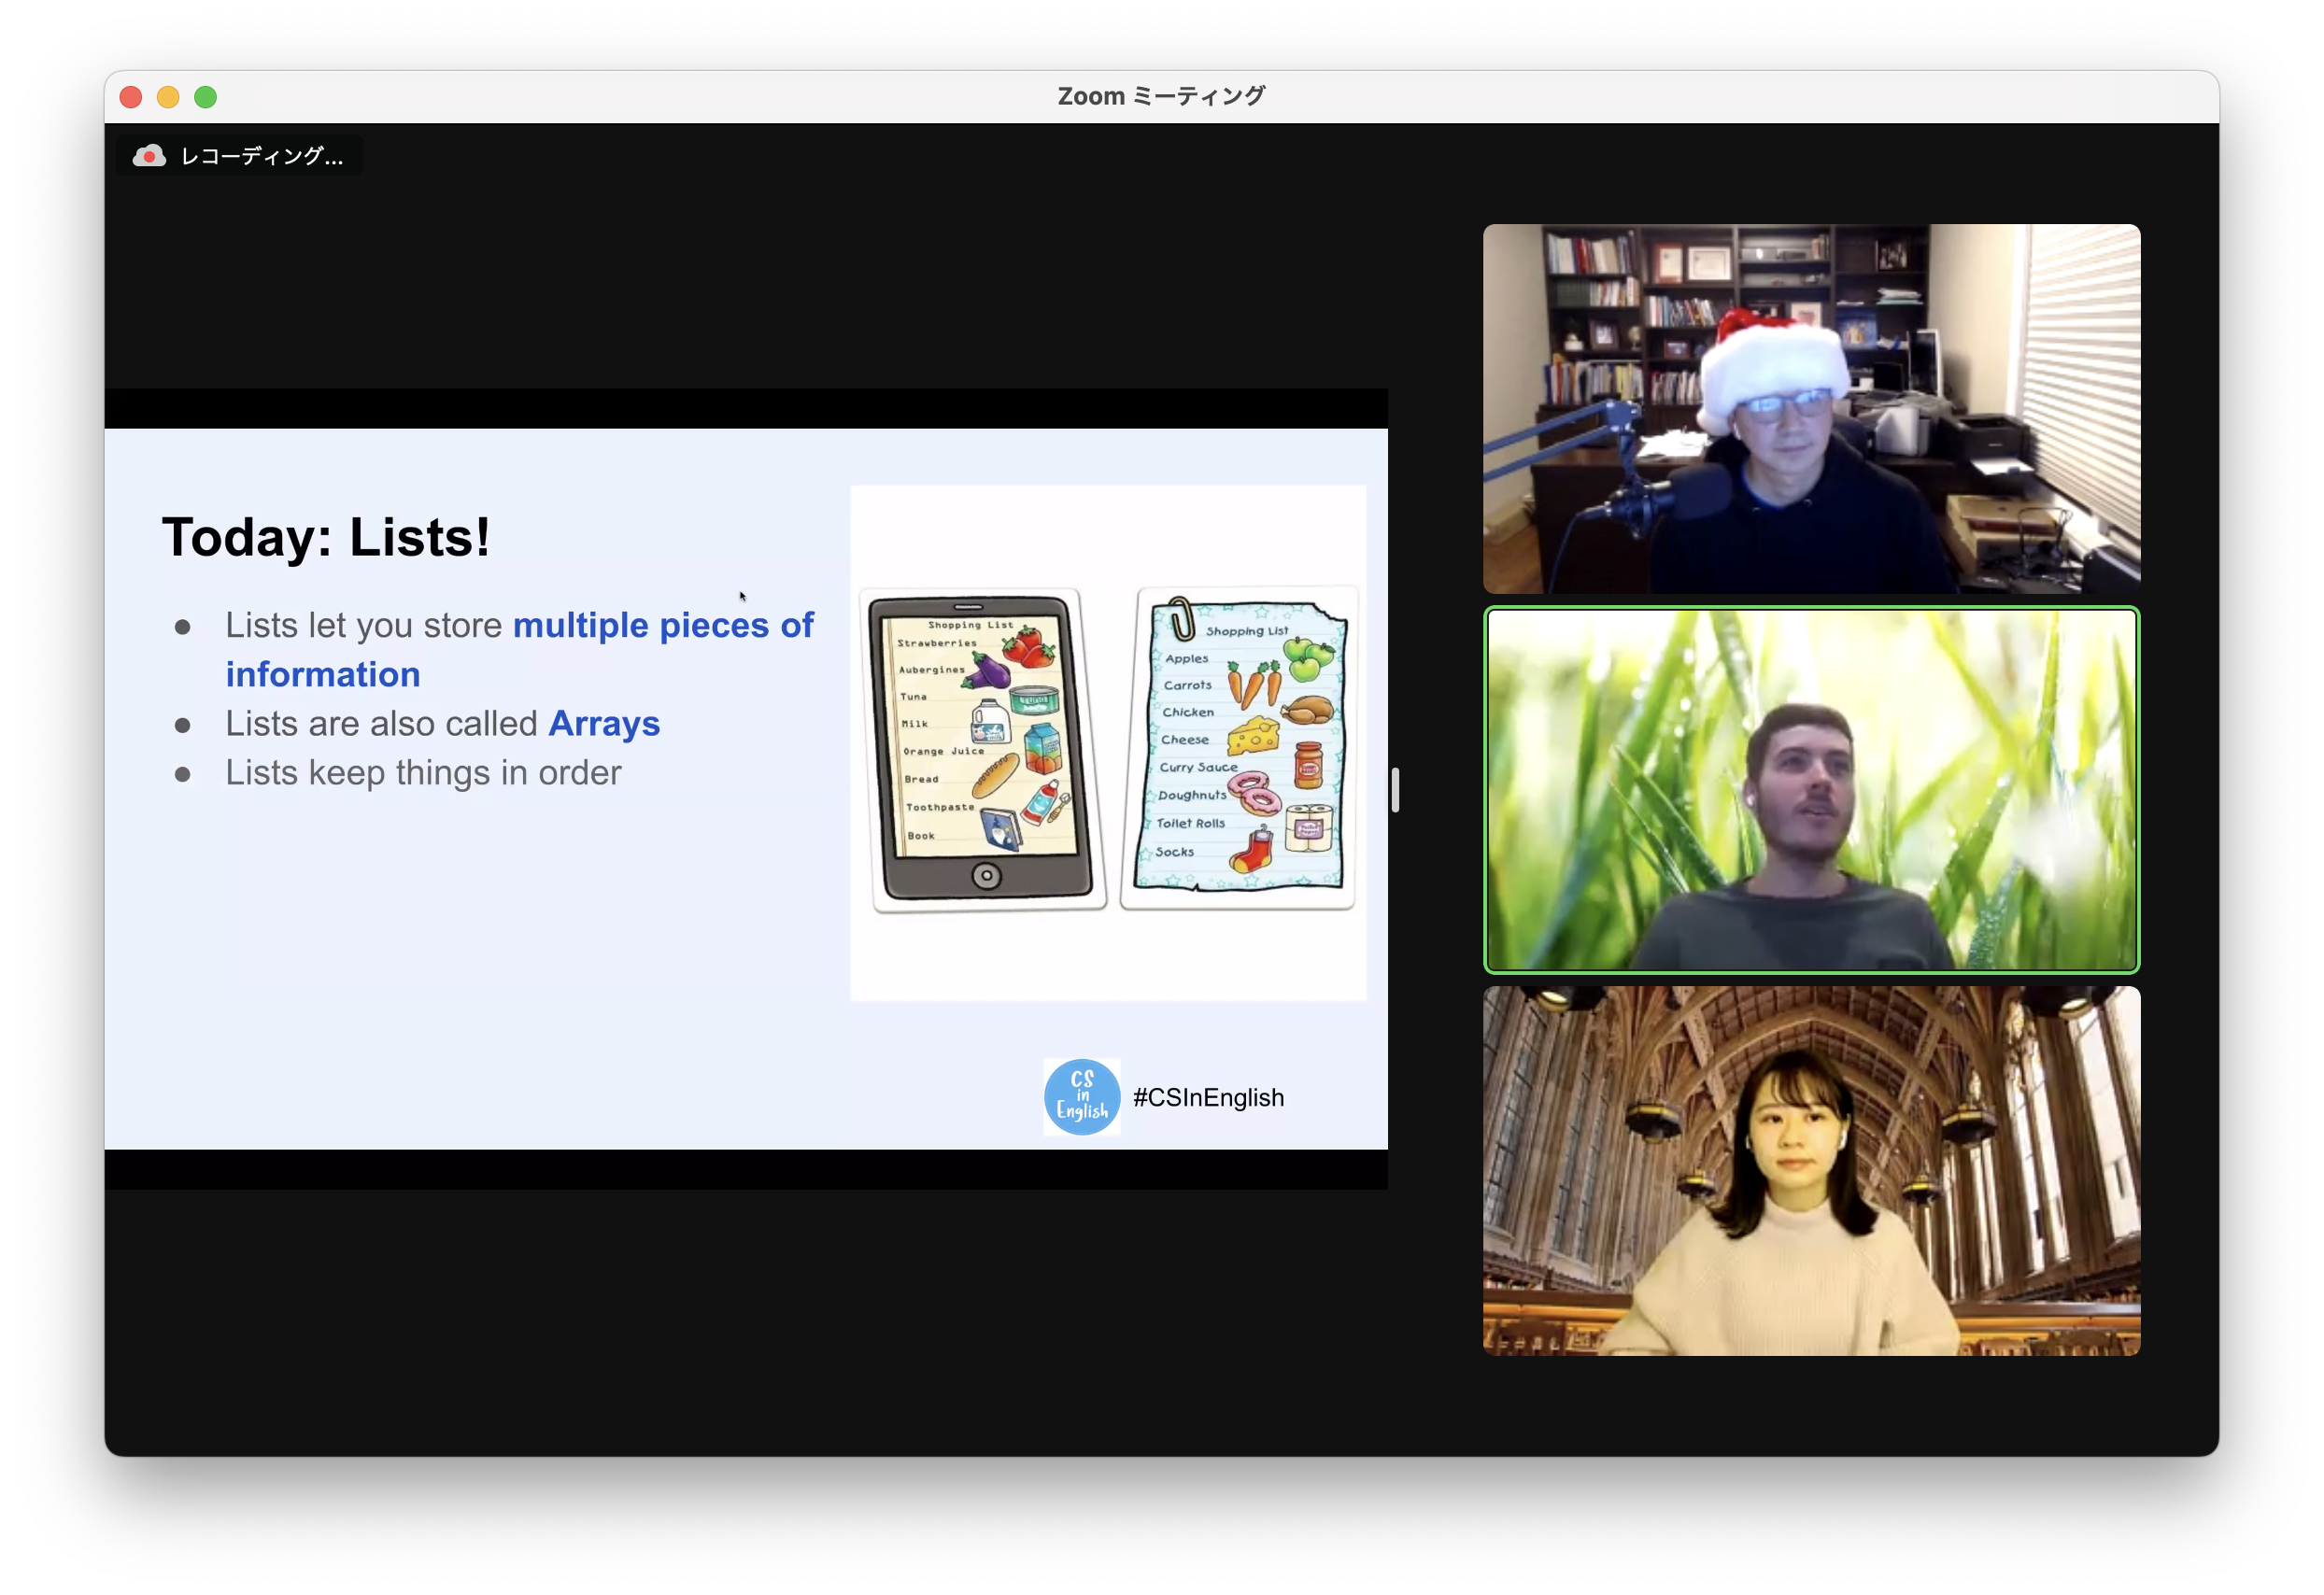 Zoom ミーティング
レコーディング...
Today: Lists!
● Lists let you store multiple pieces of
information
● Lists are also called Arrays
● Lists keep things in order
Shopping List
Strawberries
Aubergines
Tuna
Milk
Orange Juice
Bread
Toothpaste
Book
Shopping List
Apples
Carrots
Chicken
Cheese
Curry Sauce
Doughnuts
Toilet Rolls
Socks
CS
in
English
#CSInEnglish